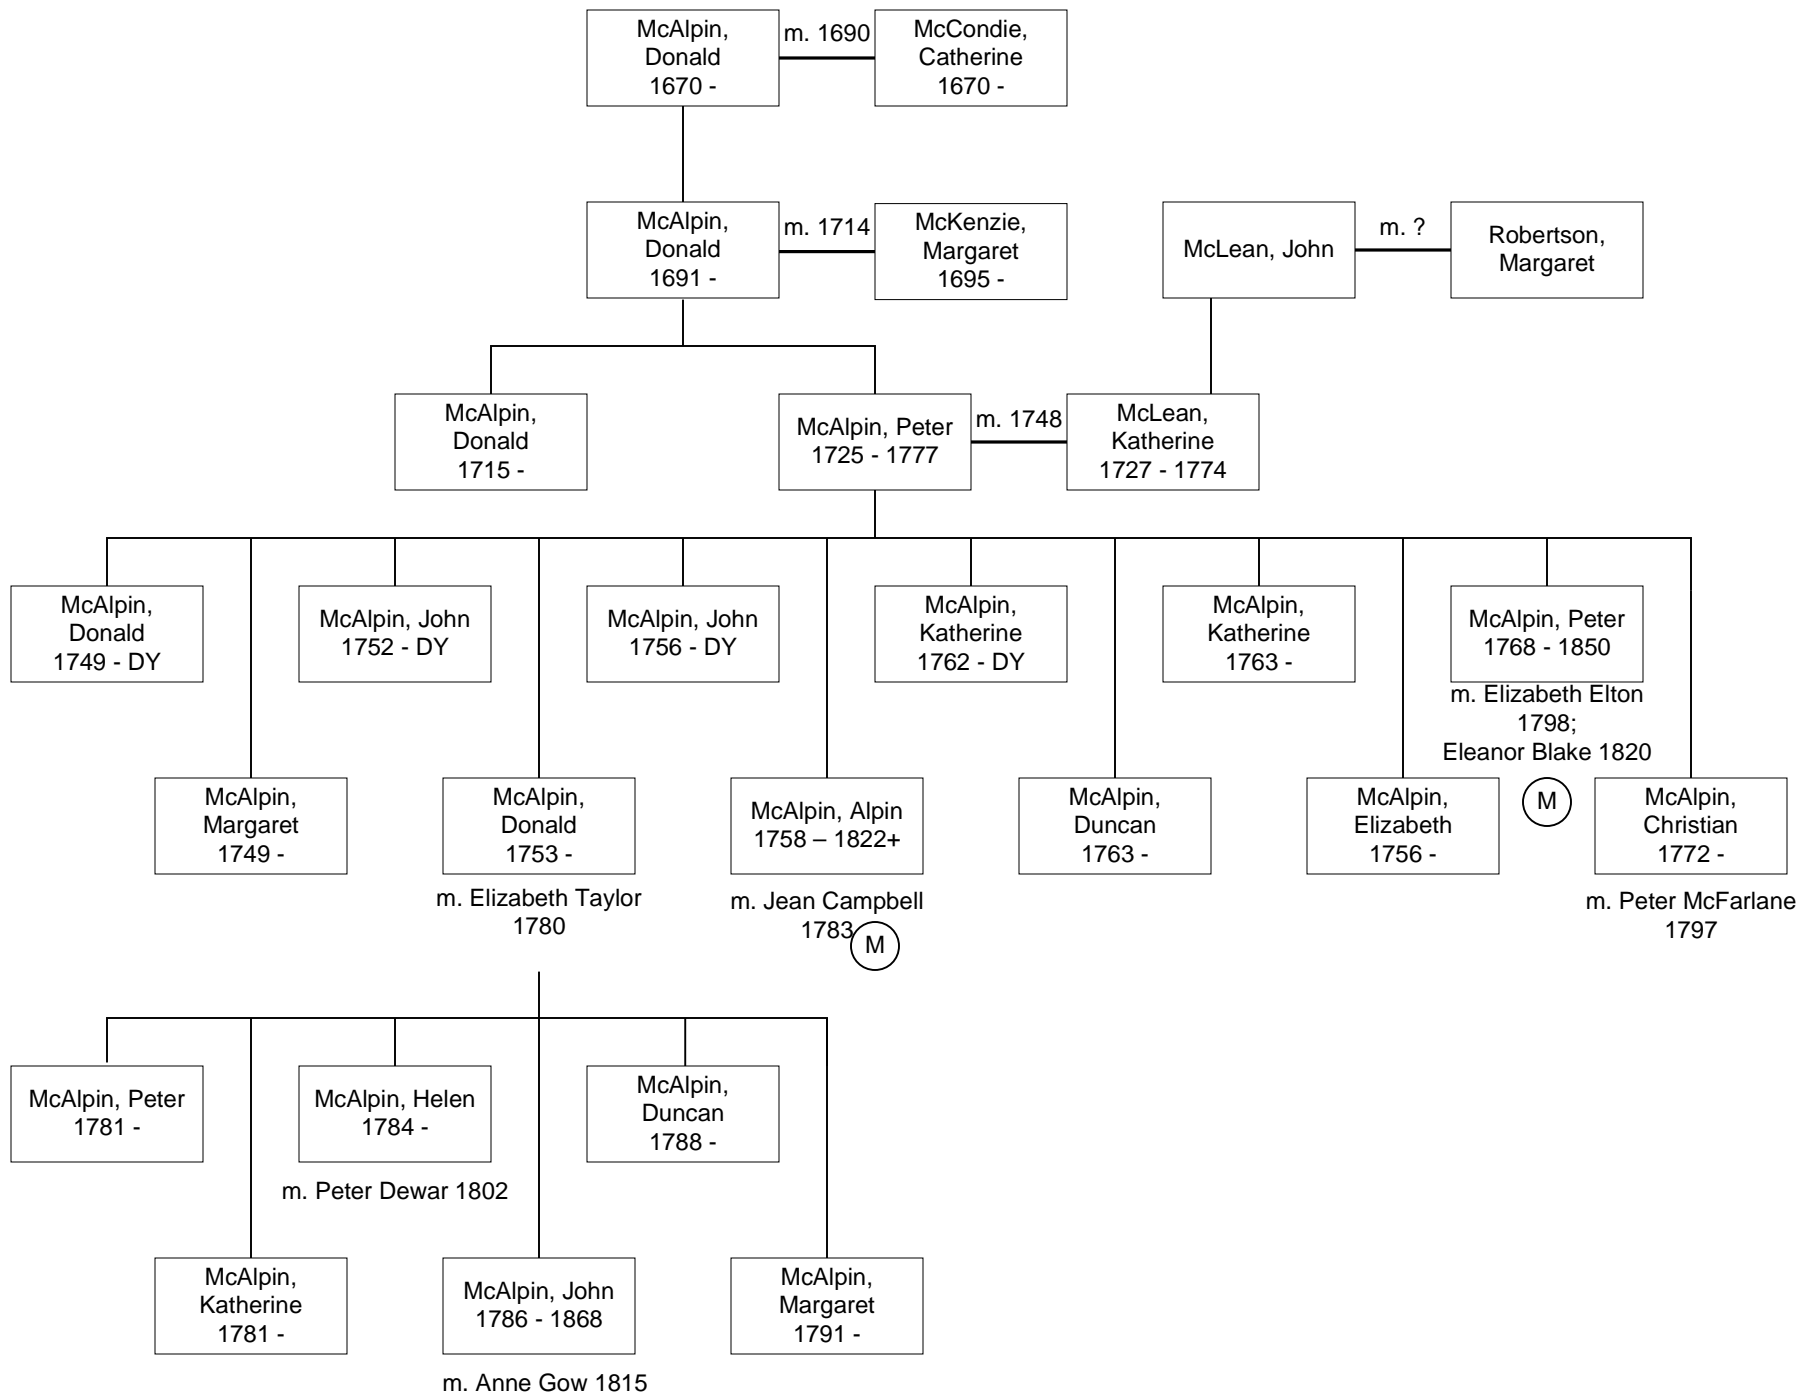 McAlpin,
Donald
1670 -
m. 1690
McCondie,
Catherine
1670 -
McAlpin,
Donald
1691 -
m. 1714
McKenzie,
Margaret
1695 -
McLean, John
m. ?
Robertson,
Margaret
McAlpin,
Donald
1715 -
McAlpin, Peter
1725 - 1777
m. 1748
McLean,
Katherine
1727 - 1774
McAlpin,
Donald
1749 - DY
McAlpin, John
1752 - DY
McAlpin, John
1756 - DY
McAlpin,
Katherine
1762 - DY
McAlpin,
Katherine
1763 -
McAlpin, Peter
1768 - 1850
m. Elizabeth Elton
1798;
Eleanor Blake 1820
M
McAlpin,
Margaret
1749 -
McAlpin,
Donald
1753 -
m. Elizabeth Taylor
1780
McAlpin, Alpin
1758 – 1822+
m. Jean Campbell
1783
M
McAlpin,
Duncan
1763 -
McAlpin,
Elizabeth
1756 -
McAlpin,
Christian
1772 -
m. Peter McFarlane
1797
McAlpin, Peter
1781 -
McAlpin, Helen
1784 -
m. Peter Dewar 1802
McAlpin,
Duncan
1788 -
McAlpin,
Katherine
1781 -
McAlpin, John
1786 - 1868
m. Anne Gow 1815
McAlpin,
Margaret
1791 -